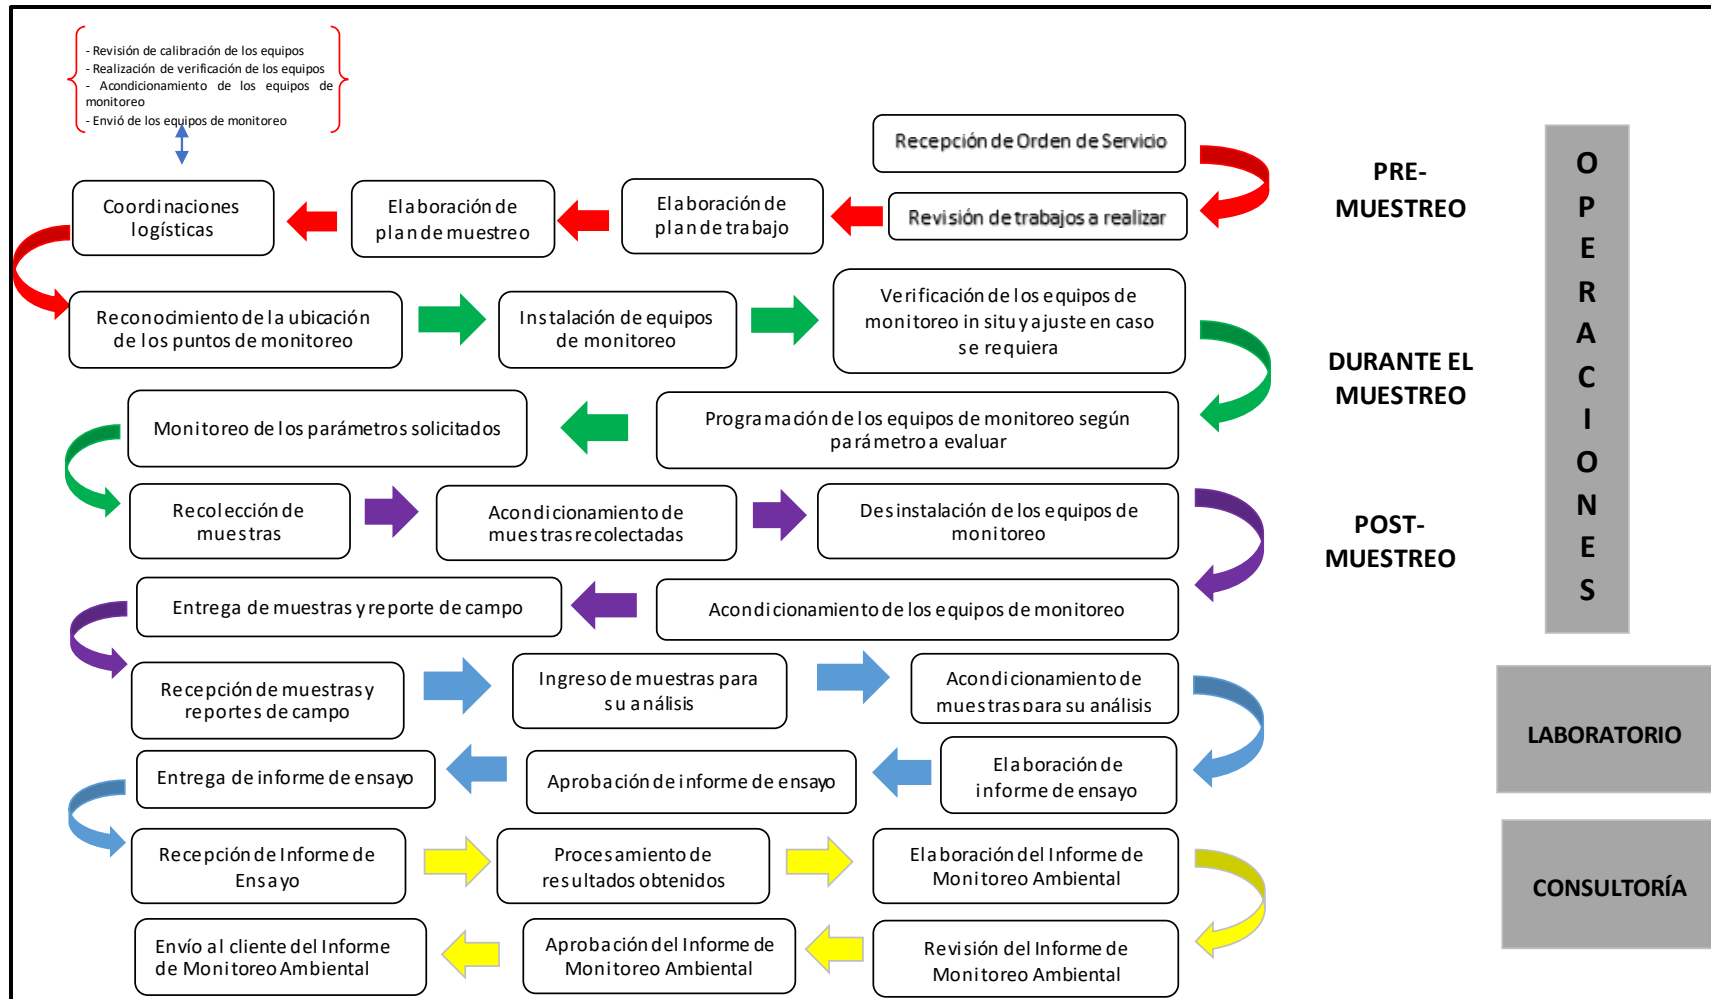 - Revisión de calibración de los equipos
- Realización de verificación de los equipos
- Acondicionamiento de los equipos de
monitoreo
- Envió de los equipos de monitoreo
Recepción de Orden de Servicio
Revisión de trabajos a realizar
Elaboración de
plan de trabajo
Elaboración de
plan de muestreo
Coordinaciones
logísticas
PRE-
MUESTREO
Reconocimiento de la ubicación
de los puntos de monitoreo
Instalación de equipos
de monitoreo
Verificación de los equipos de
monitoreo in situ y ajuste en caso
se requiera
Programación de los equipos de monitoreo según
parámetro a evaluar
Monitoreo de los parámetros solicitados
DURANTE EL
MUESTREO
Recolección de
muestras
Acondicionamiento de
muestras recolectadas
Desinstalación de los equipos de
monitoreo
Acondicionamiento de los equipos de monitoreo
Entrega de muestras y reporte de campo
POST-
MUESTREO
O
P
E
R
A
C
I
O
N
E
S
Recepción de muestras y
reportes de campo
Ingreso de muestras para
su análisis
Acondicionamiento de
muestras para su análisis
Elaboración de
informe de ensayo
Aprobación de informe de ensayo
Entrega de informe de ensayo
LABORATORIO
Recepción de Informe de
Ensayo
Procesamiento de
resultados obtenidos
Elaboración del Informe de
Monitoreo Ambiental
Revisión del Informe de
Monitoreo Ambiental
Aprobación del Informe de
Monitoreo Ambiental
Envío al cliente del Informe
de Monitoreo Ambiental
CONSULTORÍA